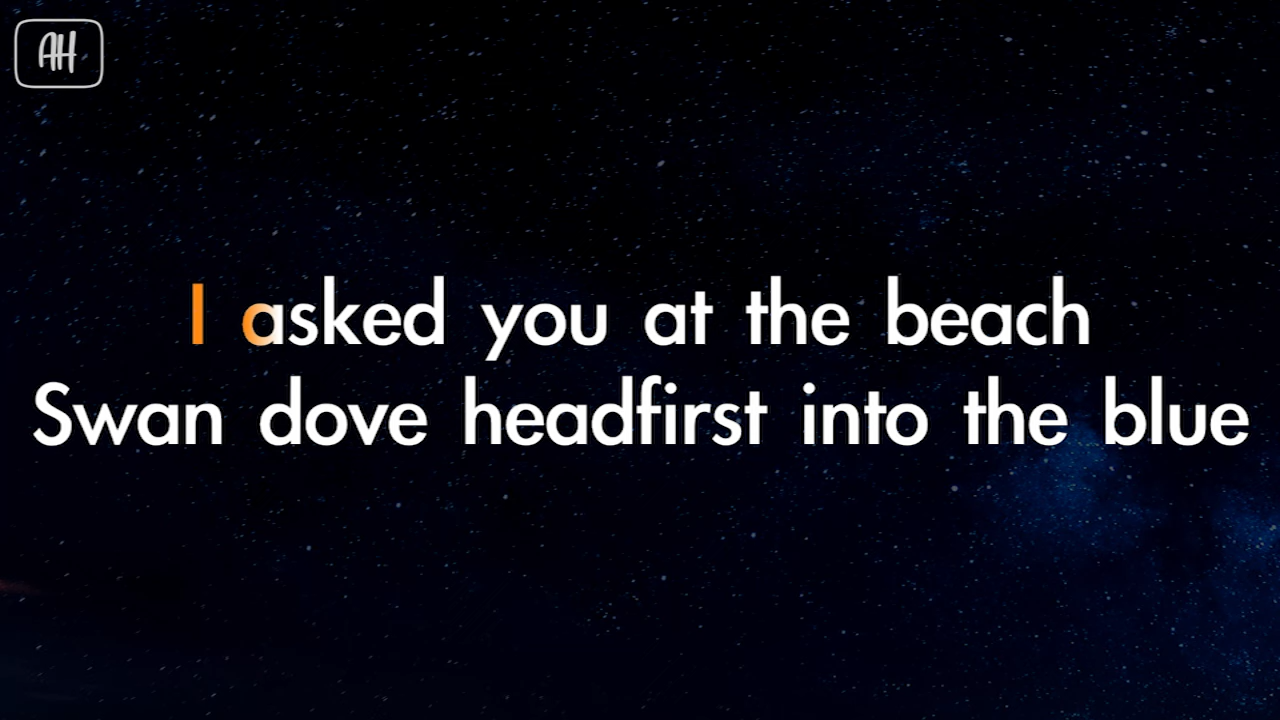 AH
I asked you at the beach
Swan dove headfirst into the blue